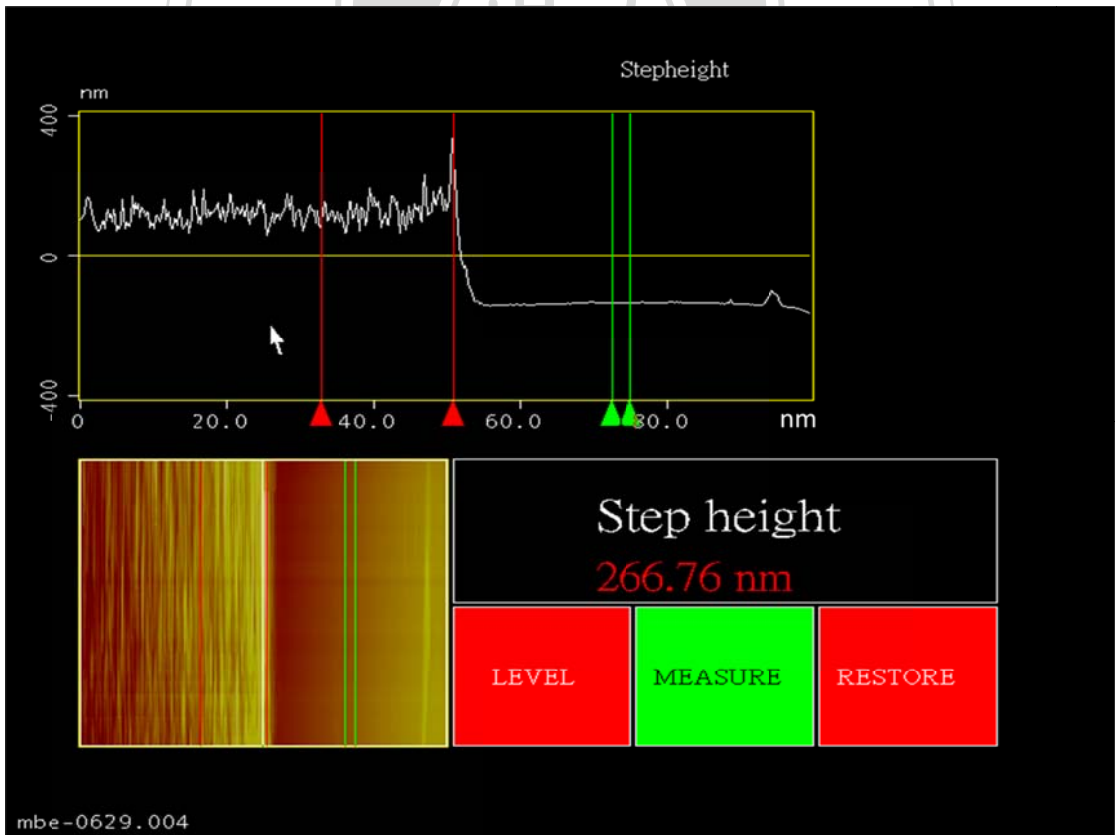 Stepheight
nm
400
0
-400
0 20.0 40.0 60.0 80.0 nm
Step height
266.76 nm
LEVEL MEASURE RESTORE
mbe-0629.004